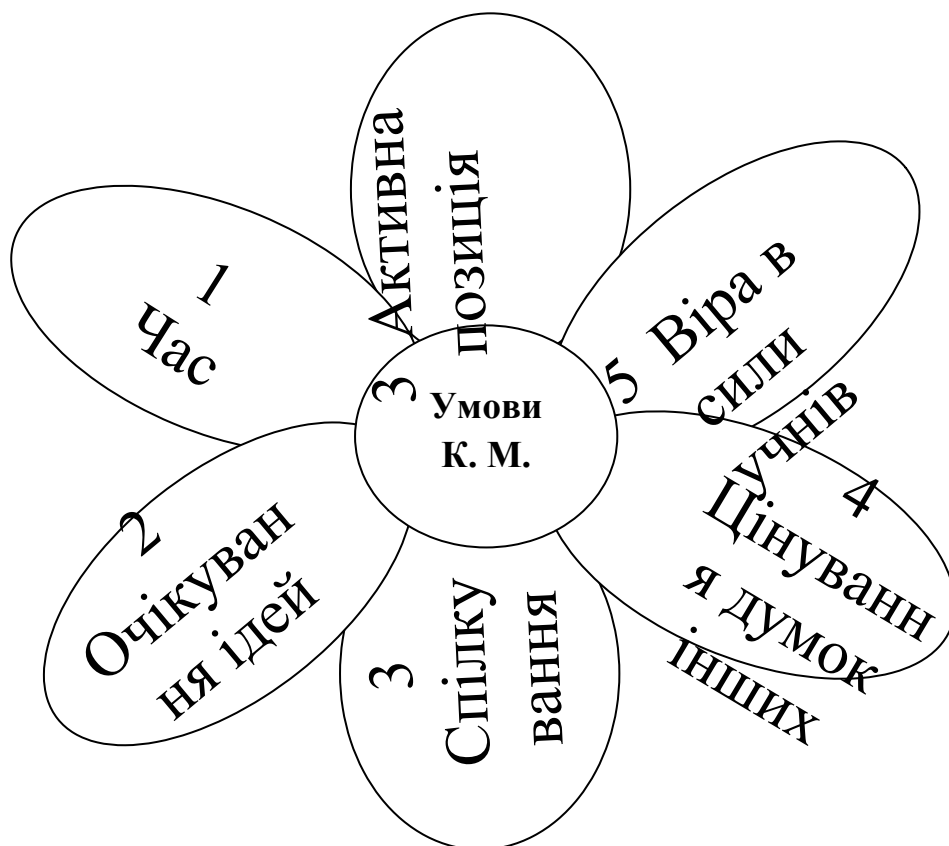 1
Час
2
Очікуван
ня ідей
3
Спілку
вання
4
Цінуванн
я думок
інших
5 Віра в
сили
учнів
3 Активна
позиція
Умови
К. М.